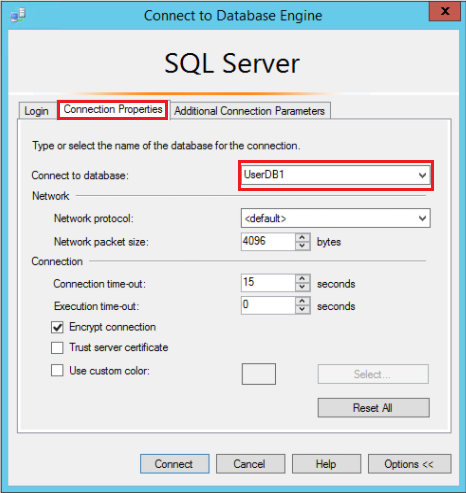 Connect to Database Engine
x
SQL Server
Login Connection Properties Additional Connection Parameters
Type or select the name of the database for the connection.
Connect to database: UserDB1
Network
Network protocol: <default>
Network packet size: 4096 bytes
Connection
Connection time-out: 15 seconds
Execution time-out: 0 seconds
Encrypt connection
Trust server certificate
Use custom color: Select...
Reset All
Connect Cancel Help Options <<